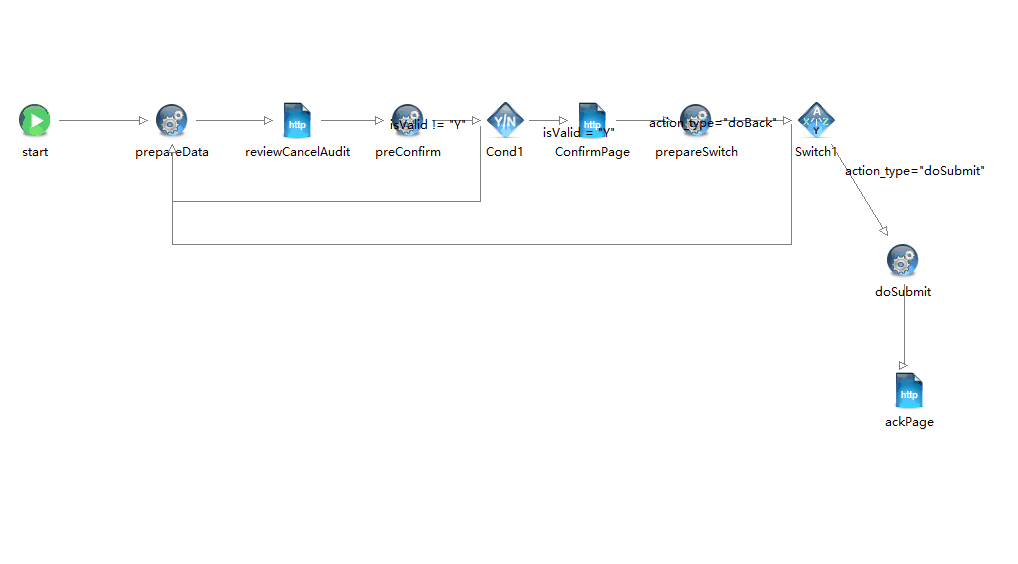 start
prepareData
http
reviewCancelAudit
isValid != "Y"
preConfirm
Y/N
Cond1
isValid = "Y"
http
ConfirmPage
action_type="doBack"
prepareSwitch
A
X Z
Y
Switch1
action_type="doSubmit"
doSubmit
http
ackPage